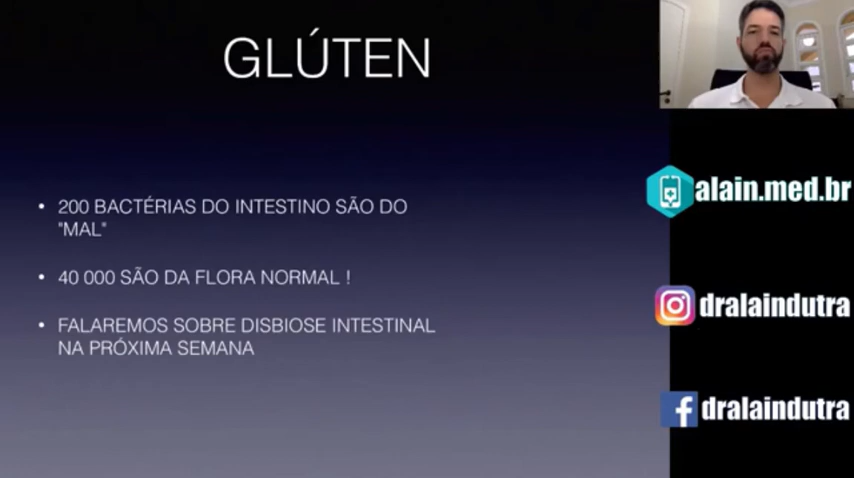 GLÚTEN
• 200 BACTÉRIAS DO INTESTINO SÃO DO
"MAL"
• 40 000 SÃO DA FLORA NORMAL !
• FALAREMOS SOBRE DISBIOSE INTESTINAL
NA PRÓXIMA SEMANA
alain.med.br
dralaindutra
dralaindutra